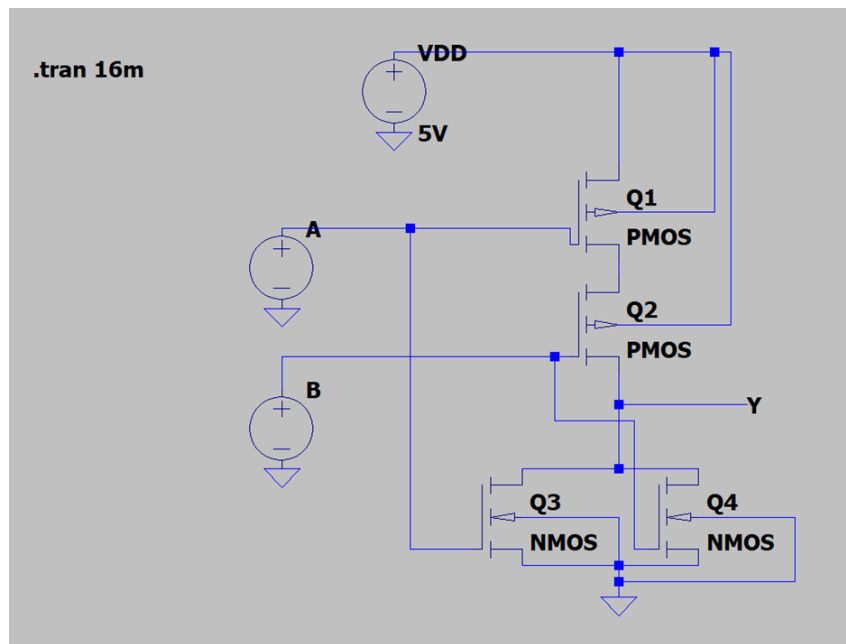 VDD
.tran 16m
5V
Q1
A
PMOS
Q2
PMOS
B
Y
Q3
Q4
NMOS
NMOS